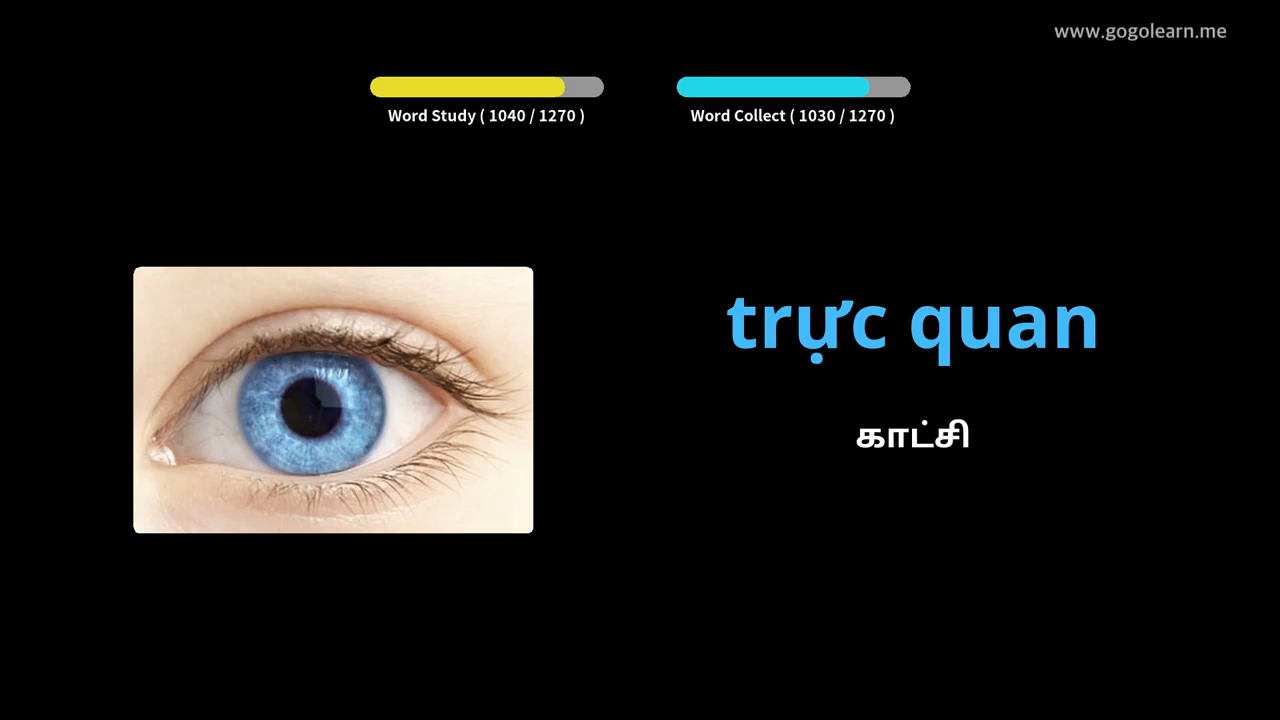 www.gogolearn.me
Word Study ( 1040 / 1270 )
Word Collect ( 1030 / 1270 )
trực quan
காட்சி